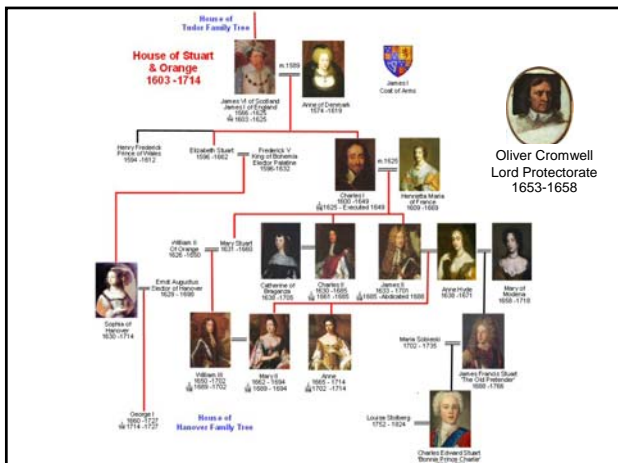 House of
Tudor Family Tree
House of Stuart
& Orange
1603 -1714
m.1589
James VI of Scotland
James I of England
1566 -1625
1603 -1625
Anne of Denmark
1574 -1619
James I
Coat of Arms
Oliver Cromwell
Lord Protectorate
1653-1658
Henry Frederick
Prince of Wales
1594 -1612
Elizabeth Stuart
1596 -1662
Frederick V
King of Bohemia
Elector Palatine
1596-1632
m.1625
Charles I
1600 -1649
1625 - Executed 1649
Henrietta Maria
of France
1609 -1669
William II
Of Orange
1626 -1650
Mary Stuart
1631 -1660
Catherine of
Braganza
1638 -1705
Charles II
1630 -1685
1661 -1685
James II
1633 - 1701
1685 - Abdicated 1688
Anne Hyde
1638 -1671
Mary of
Modena
1658 -1718
Sophia of
Hanover
1630 -1714
Ernst Augustus
Elector of Hanover
1629 - 1698
William III
1650 -1702
1689 -1702
Mary II
1662 - 1694
1689 - 1694
Anne
1665 -1714
1702 - 1714
Maria Sobieski
1702 - 1735
James Francis Stuart
'The Old Pretender'
1688 -1766
George I
1660 -1727
1714 -1727
House of
Hanover Family Tree
Louise Stolberg
1752 - 1824
Charles Edward Stuart
'Bonnie Prince Charlie'